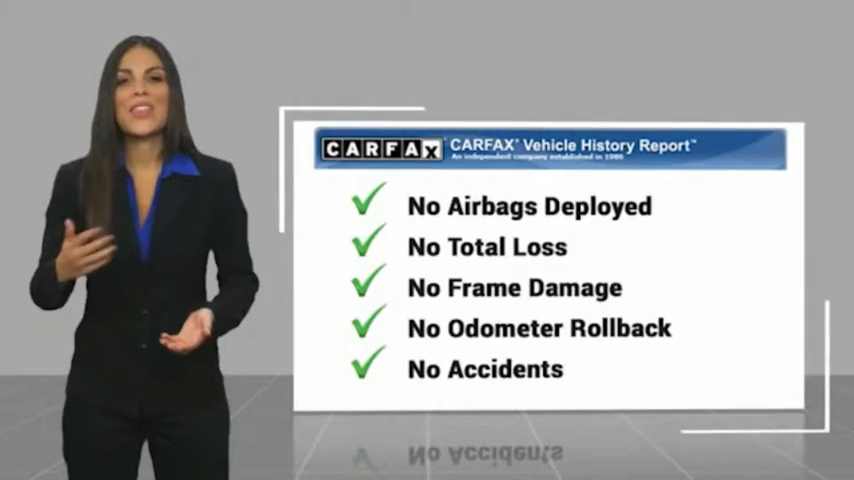 CARFAX CARFAX® Vehicle History Report™
An independent company established in 1986
No Airbags Deployed
No Total Loss
No Frame Damage
No Odometer Rollback
No Accidents
No Accidents